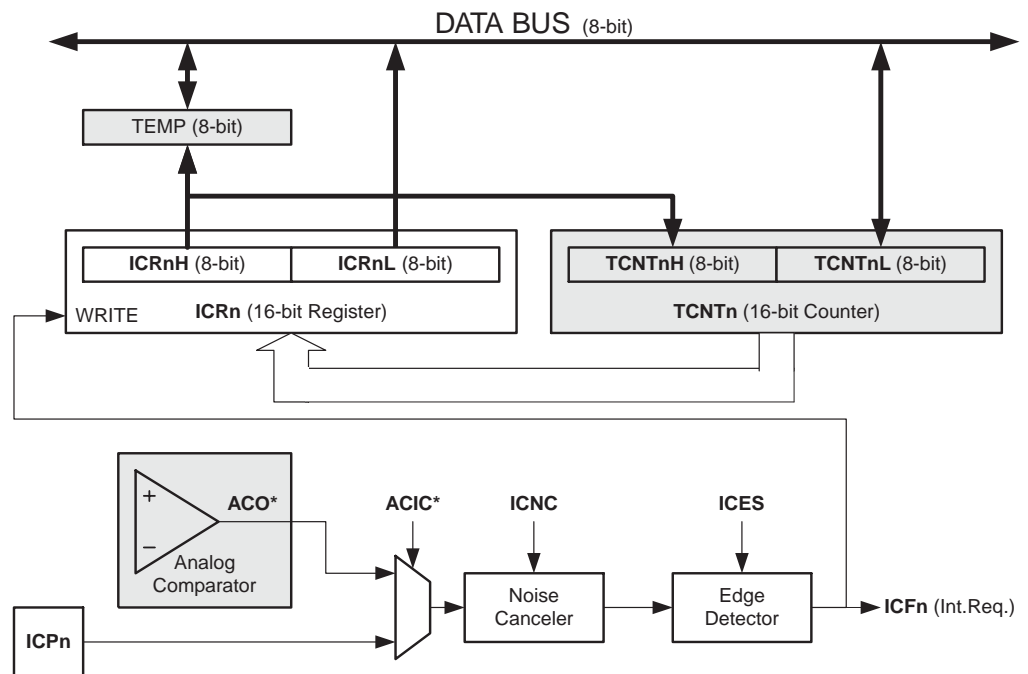 DATA BUS (8-bit)
TEMP (8-bit)
ICRnH (8-bit)
ICRnL (8-bit)
TCNTnH (8-bit)
TCNTnL (8-bit)
WRITE
ICRn (16-bit Register)
TCNTn (16-bit Counter)
+
−
ACO*
Analog
Comparator
ACIC*
ICNC
ICES
Noise
Canceler
Edge
Detector
ICFn (Int.Req.)
ICPn